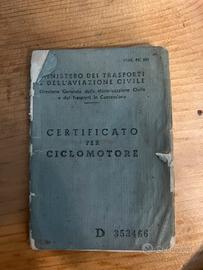 MINISTERO DEI TRASPORTI
E DELL'AVIAZIONE CIVILE
Direzione Generale della Motorizzazione Civile
e dei Trasporti in Concessione
CERTIFICATO
PER
CICLOMOTORE
D 353466